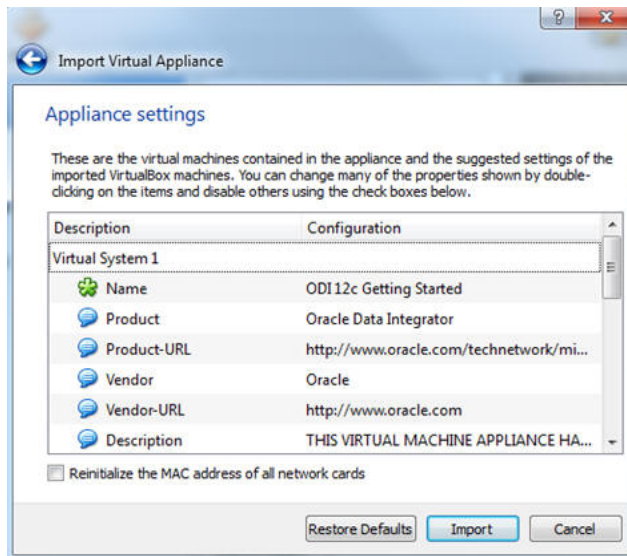 ?
x
Import Virtual Appliance
Appliance settings
These are the virtual machines contained in the appliance and the suggested settings of the
imported VirtualBox machines. You can change many of the properties shown by double-
clicking on the items and disable others using the check boxes below.
Description Configuration
Virtual System 1
Name ODI12c Getting Started
Product Oracle Data Integrator
Product-URL http://www.oracle.com/technetwork/mi...
Vendor Oracle
Vendor-URL http://www.oracle.com
Description THIS VIRTUAL MACHINE APPLIANCE HA...
Reinitialize the MAC address of all network cards
Restore Defaults Import Cancel